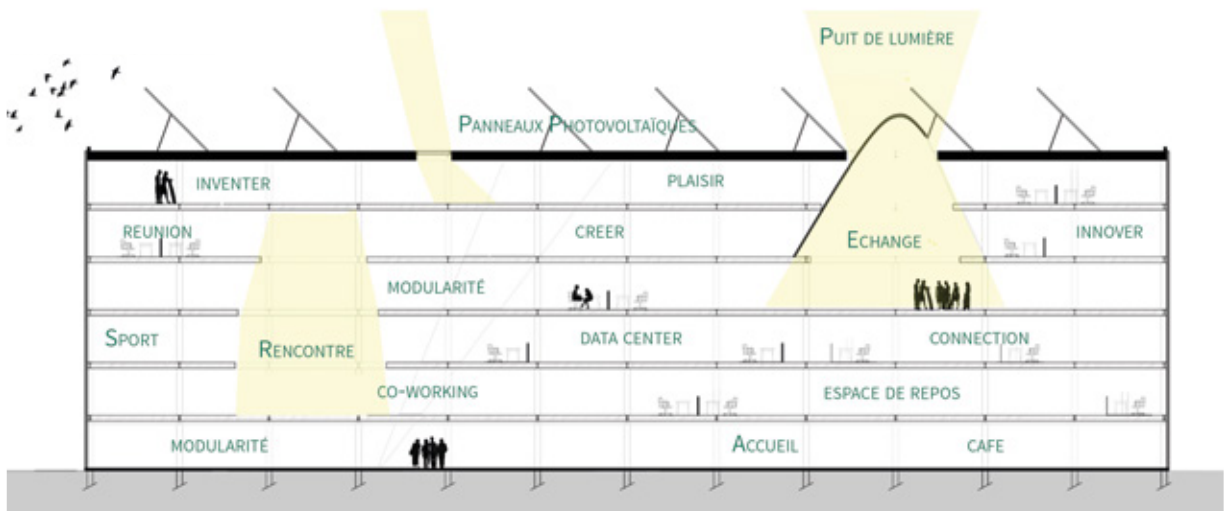 PUIT DE LUMIÈRE
PANNEAUX PHOTOVOLTAÏQUES
INVENTER
PLAISIR
REUNION
CREER
ECHANGE
INNOVER
MODULARITÉ
SPORT
RENCONTRE
DATA CENTER
CONNECTION
CO-WORKING
ESPACE DE REPOS
MODULARITÉ
ACCUEIL
CAFE